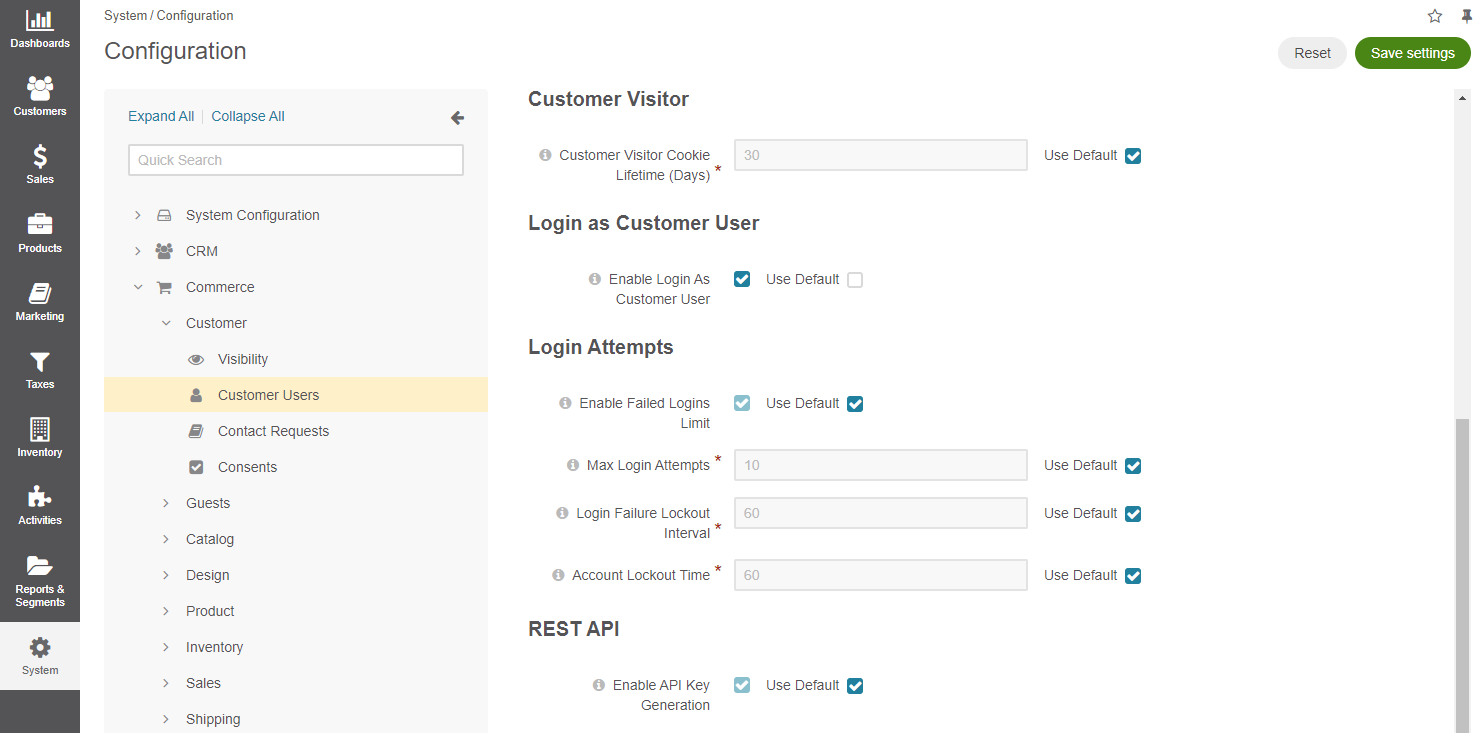 Dashboards
Customers
Sales
Products
Marketing
Taxes
Inventory
Activities
Reports &
Segments
System
System / Configuration
Configuration
Reset
Save settings
Expand All
Collapse All
Quick Search
System Configuration
CRM
Commerce
Customer
Visibility
Customer Users
Contact Requests
Consents
Guests
Catalog
Design
Product
Inventory
Sales
Shipping
Customer Visitor
Customer Visitor Cookie
Lifetime (Days) *
30
Use Default
Login as Customer User
Enable Login As
Customer User
Use Default
Login Attempts
Enable Failed Logins
Limit
Use Default
Max Login Attempts *
10
Use Default
Login Failure Lockout
Interval *
60
Use Default
Account Lockout Time *
60
Use Default
REST API
Enable API Key
Generation
Use Default